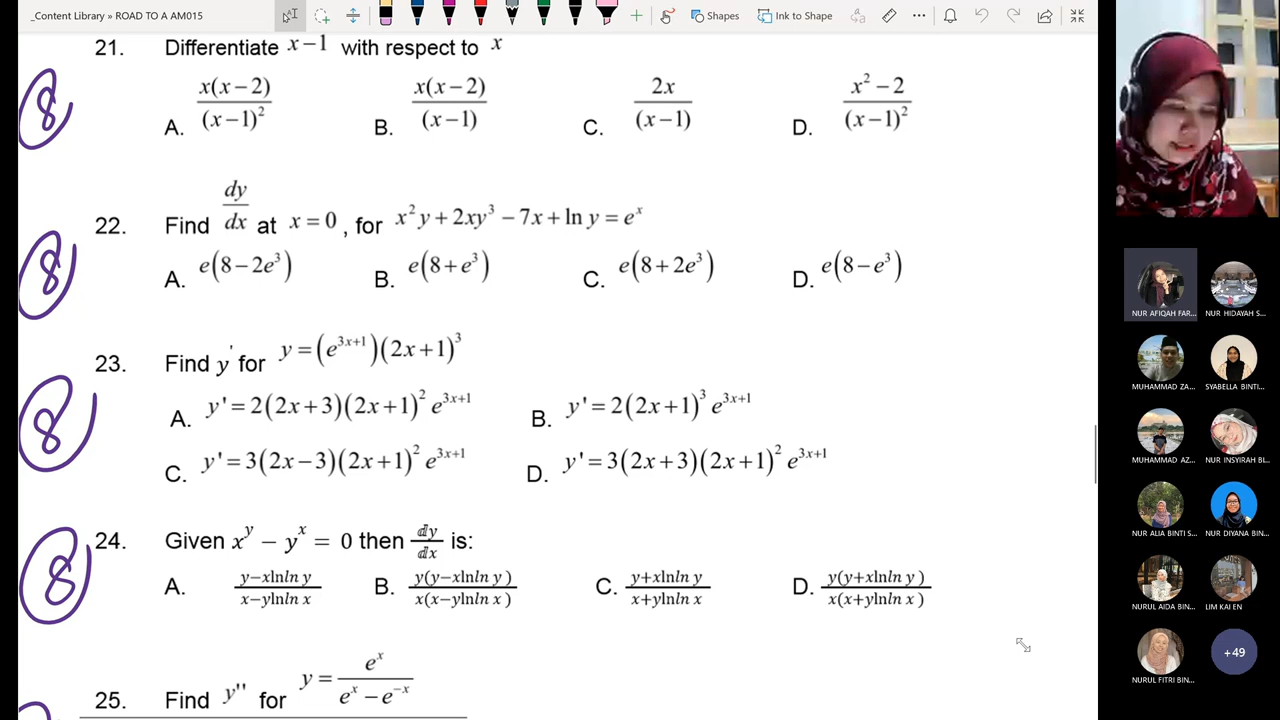 _Content Library » ROAD TO A AM015
Shapes
Ink to Shape
21. Differentiate x−1 with respect to x
A. x(x−2)/(x−1)² B. x(x−2)/(x−1) C. 2x/(x−1) D. x²−2/(x−1)²
22. Find dy/dx at x=0, for x²y+2xy³−7x+ln y=eˣ
A. e(8−2e³) B. e(8+e³) C. e(8+2e³) D. e(8−e³)
23. Find y' for y=(e³ˣ⁺¹)(2x+1)³
A. y'=2(2x+3)(2x+1)² e³ˣ⁺¹ B. y'=2(2x+1)³ e³ˣ⁺¹
C. y'=3(2x−3)(2x+1)² e³ˣ⁺¹ D. y'=3(2x+3)(2x+1)² e³ˣ⁺¹
24. Given x^y − y^x = 0 then dy/dx is:
A. y−xlnln y/x−ylnln x B. y(y−xlnln y)/x(x−ylnln x) C. y+xlnln y/x+ylnln x D. y(y+xlnln y)/x(x+ylnln x)
25. Find y'' for y= eˣ/eˣ−e⁻ˣ
8
8
8
8
NUR AFIQAH FAR...
NUR HIDAYAH S...
MUHAMMAD ZA...
SYABELLA BINTI...
MUHAMMAD AZ...
NUR INSYIRAH BI...
NUR ALIA BINTI S...
NUR DIYANA BIN...
NURUL AIDA BIN...
LIM KAI EN
NURUL FITRI BIN...
+49